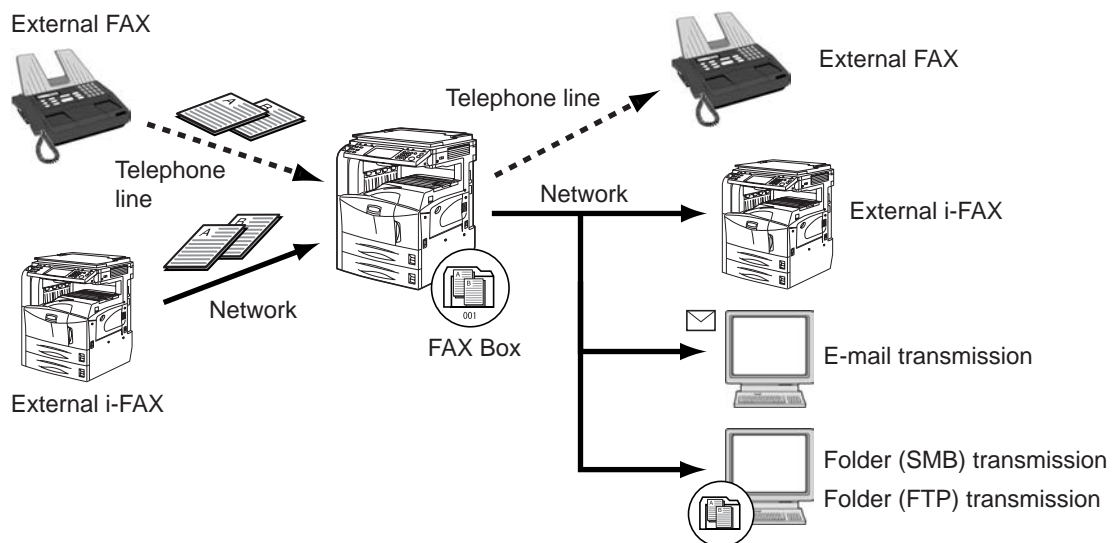 External FAX
External FAX
Telephone line
A
B
Telephone
line
Network
A
B
External i-FAX
Network
A
B
001
FAX Box
E-mail transmission
External i-FAX
Folder (SMB) transmission
Folder (FTP) transmission
A
B